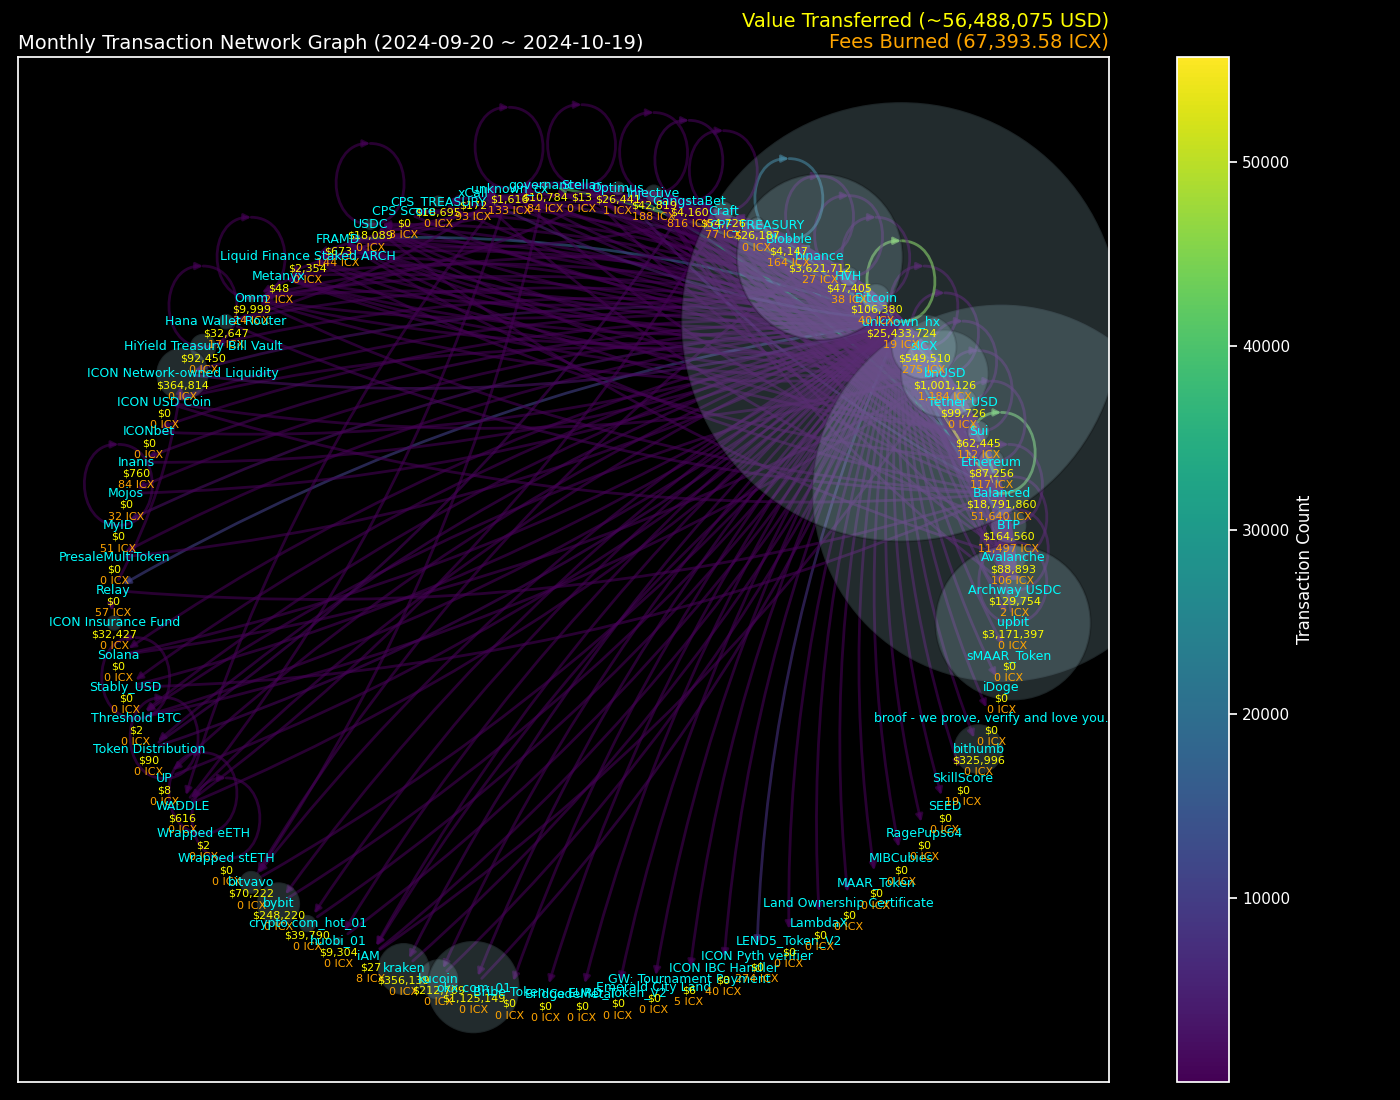 Value Transferred (~56,488,075 USD)
Monthly Transaction Network Graph (2024-09-20 ~ 2024-10-19)
Fees Burned (67,393.58 ICX)
governance
$10,784
84 ICX
Stellar
$13
0 ICX
Optimus
$26,441
1 ICX
Injective
$42,819
188 ICX
GangstaBet
$4,160
816 ICX
Craft
$54,726
77 ICX
TREASURY
$26,187
0 ICX
Blobble
$4,147
164 ICX
binance
$3,621,712
27 ICX
HVH
$47,405
38 ICX
Bitcoin
$106,380
40 ICX
unknown_hx
$25,433,724
19 ICX
sICX
$549,510
275 ICX
bnUSD
$1,001,126
1,184 ICX
Tether USD
$99,726
0 ICX
Sui
$62,445
112 ICX
Ethereum
$87,256
117 ICX
Balanced
$18,791,860
51,640 ICX
BTP
$164,560
11,497 ICX
Avalanche
$88,893
106 ICX
Archway USDC
$129,754
2 ICX
upbit
$3,171,397
0 ICX
sMAAR_Token
$0
0 ICX
iDoge
$0
0 ICX
broof - we prove, verify and love you.
$0
0 ICX
bithumb
$325,996
0 ICX
SkillScore
$0
19 ICX
SEED
$0
0 ICX
RagePups64
$0
0 ICX
MIBCubies
$0
0 ICX
MAAR_Token
$0
0 ICX
Land Ownership Certificate
$0
0 ICX
LambdaX
$0
0 ICX
LEND5_Token_V2
$0
0 ICX
ICON Pyth verifier
$0
274 ICX
ICON IBC Handler
$0
40 ICX
GW: Tournament Payment
$6
5 ICX
Emerald City Land
$0
0 ICX
$0
0 ICX
$0
0 ICX
$0
0 ICX
$0
0 ICX
$1,125,149
0 ICX
kucoin
$212,789
0 ICX
kraken
$356,139
0 ICX
iAM
$27
8 ICX
huobi_01
$9,304
0 ICX
crypto.com_hot_01
$39,790
0 ICX
bybit
$248,220
0 ICX
bitvavo
$70,222
0 ICX
Wrapped stETH
$0
0 ICX
Wrapped eETH
$2
0 ICX
WADDLE
$616
0 ICX
UP
$8
0 ICX
Token Distribution
$90
0 ICX
Threshold BTC
$2
0 ICX
Stably_USD
$0
0 ICX
Solana
$0
0 ICX
ICON Insurance Fund
$32,427
0 ICX
Relay
$0
57 ICX
PresaleMultiToken
$0
0 ICX
MyID
$0
51 ICX
Mojos
$0
32 ICX
Inanis
$760
84 ICX
ICONbet
$0
0 ICX
ICON USD Coin
$0
0 ICX
ICON Network-owned Liquidity
$364,814
0 ICX
HiYield Treasury Bill Vault
$92,450
0 ICX
Hana Wallet Router
$32,647
17 ICX
Omm
$9,999
ICX
Metanyx
$48
2 ICX
Liquid Finance Staked ARCH
$2,354
0 ICX
FRAMD
$673
144 ICX
USDC
$18,089
0 ICX
CPS Score
$0
3 ICX
CPS_TREASURY
$18,695
0 ICX
xCall
$172
93 ICX
unknown_cx
$1,616
133 ICX
50000
40000
30000
20000
10000
Transaction Count